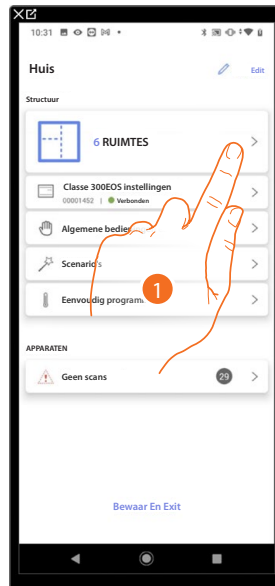 10:31
Huis
Edit
Structuur
6 RUIMTES
Classe 300EOS instellingen
00001452 | Verbonden
Algemene bedien
Scenario's
1
Eenvoudig program
APPARATEN
Geen scans
29
Bewaar En Exit